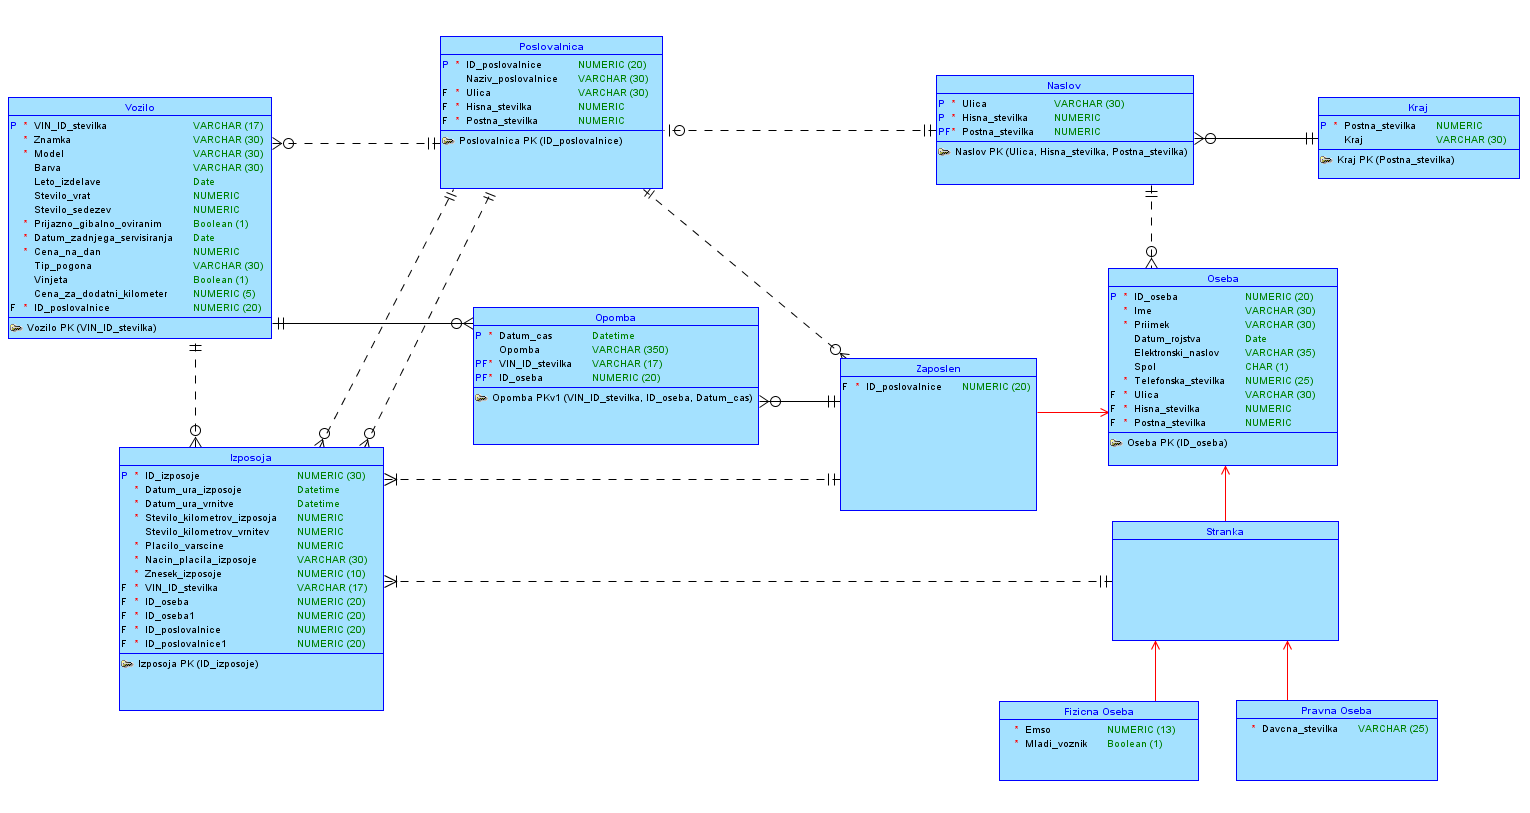 Poslovalnica
P * ID_poslovalnice NUMERIC (20)
Naziv_poslovalnice VARCHAR (30)
F * Ulica VARCHAR (30)
F * Hisna_stevilka NUMERIC
F * Postna_stevilka NUMERIC
Poslovalnica PK (ID_poslovalnice)
Naslov
P * Ulica VARCHAR (30)
P * Hisna_stevilka NUMERIC
PF* Postna_stevilka NUMERIC
Naslov PK (Ulica, Hisna_stevilka, Postna_stevilka)
Kraj
P * Postna_stevilka NUMERIC
Kraj VARCHAR (30)
Kraj PK (Postna_stevilka)
Vozilo
P * VIN_ID_stevilka VARCHAR (17)
* Znamka VARCHAR (30)
* Model VARCHAR (30)
Barva VARCHAR (30)
Leto_izdelave Date
Stevilo_vrat NUMERIC
Stevilo_sedezev NUMERIC
* Prijazno_gibalno_oviranim Boolean (1)
* Datum_zadnjega_servisiranja Date
* Cena_na_dan NUMERIC
Tip_pogona VARCHAR (30)
Vinjeta Boolean (1)
Cena_za_dodatni_kilometer NUMERIC (5)
F * ID_poslovalnice NUMERIC (20)
Vozilo PK (VIN_ID_stevilka)
Oseba
P * ID_oseba NUMERIC (20)
* Ime VARCHAR (30)
* Priimek VARCHAR (30)
Datum_rojstva Date
Elektronski_naslov VARCHAR (35)
Spol CHAR (1)
* Telefonska_stevilka NUMERIC (25)
F * Ulica VARCHAR (30)
F * Hisna_stevilka NUMERIC
F * Postna_stevilka NUMERIC
Oseba PK (ID_oseba)
Opomba
P * Datum_cas Datetime
Opomba VARCHAR (350)
PF* VIN_ID_stevilka VARCHAR (17)
PF* ID_oseba NUMERIC (20)
Opomba PKv1 (VIN_ID_stevilka, ID_oseba, Datum_cas)
Zaposlen
F * ID_poslovalnice NUMERIC (20)
Izposoja
P * ID_izposoje NUMERIC (30)
* Datum_ura_izposoje Datetime
* Datum_ura_vrnitve Datetime
* Stevilo_kilometrov_izposoja NUMERIC
Stevilo_kilometrov_vrnitev NUMERIC
* Placilo_varscine NUMERIC
* Nacin_placila_izposoje VARCHAR (30)
* Znesek_izposoje NUMERIC (10)
F * VIN_ID_stevilka VARCHAR (17)
F * ID_oseba NUMERIC (20)
F * ID_oseba1 NUMERIC (20)
F * ID_poslovalnice NUMERIC (20)
F * ID_poslovalnice1 NUMERIC (20)
Izposoja PK (ID_izposoje)
Stranka
Fizicna Oseba
* Emso NUMERIC (13)
* Mladi_voznik Boolean (1)
Pravna Oseba
* Davcna_stevilka VARCHAR (25)